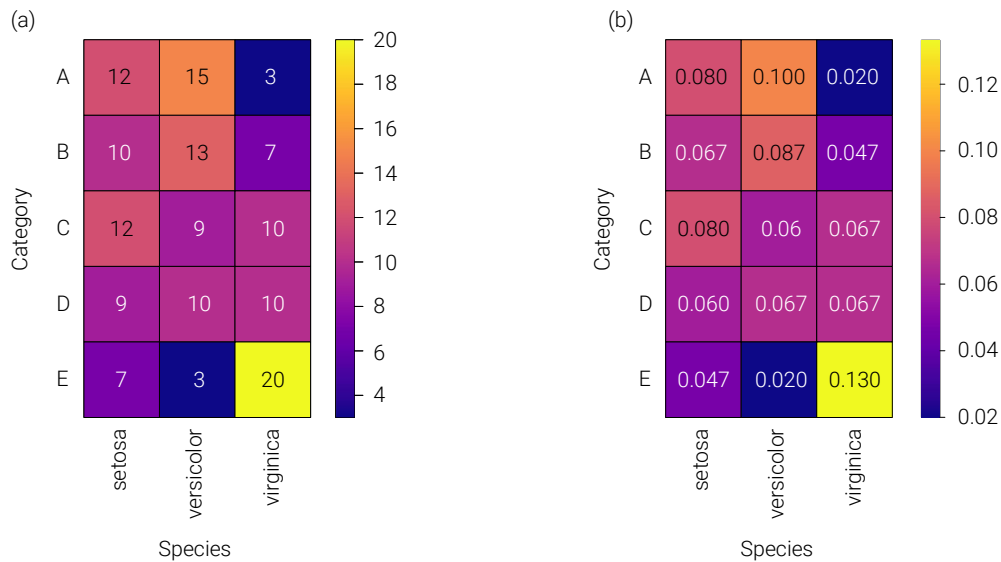 (a)
20
18
16
14
12
10
8
6
4
A 12 15 3
B 10 13 7
C 12 9 10
D 9 10 10
E 7 3 20
Category
setosa
versicolor
virginica
Species
(b)
0.12
0.10
0.08
0.06
0.04
0.02
A 0.080 0.100 0.020
B 0.067 0.087 0.047
C 0.080 0.06 0.067
D 0.060 0.067 0.067
E 0.047 0.020 0.130
Category
setosa
versicolor
virginica
Species